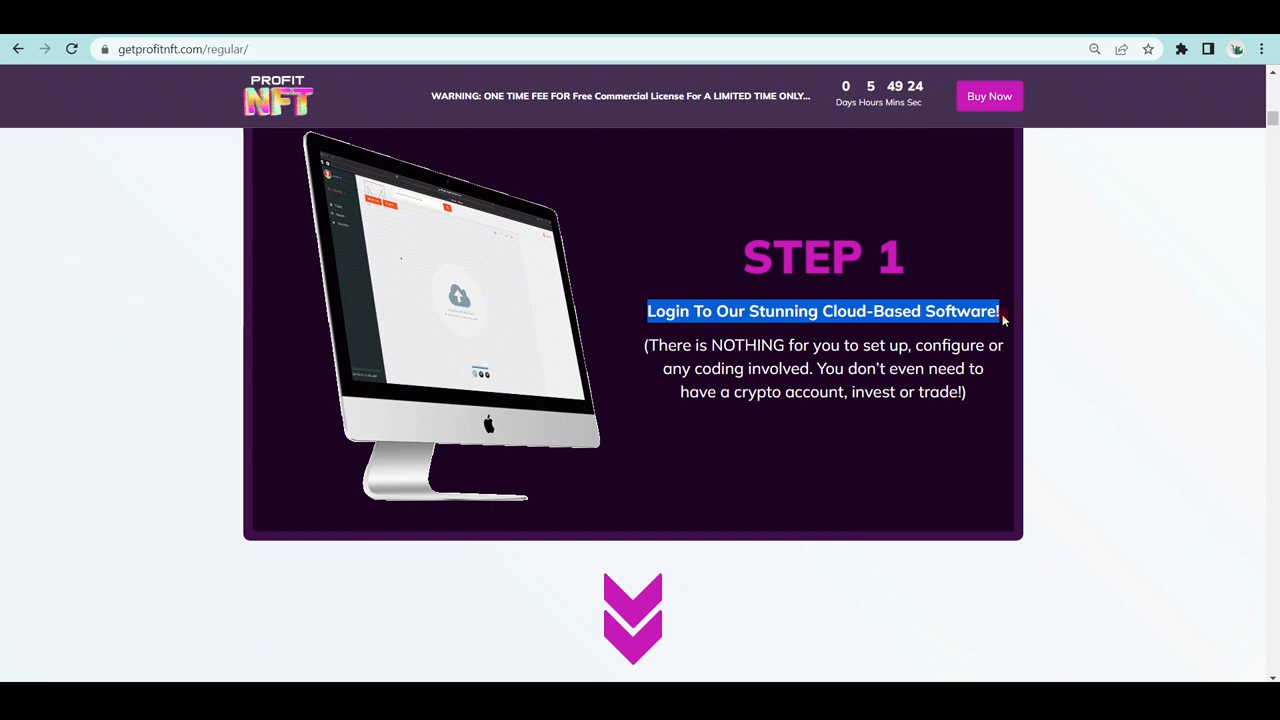 getprofitnft.com/regular/
PROFIT
NFT
WARNING: ONE TIME FEE FOR Free Commercial License For A LIMITED TIME ONLY...
0 5 49 24
Days Hours Mins Sec
Buy Now
STEP 1
Login To Our Stunning Cloud-Based Software!
(There is NOTHING for you to set up, configure or
any coding involved. You don't even need to
have a crypto account, invest or trade!)